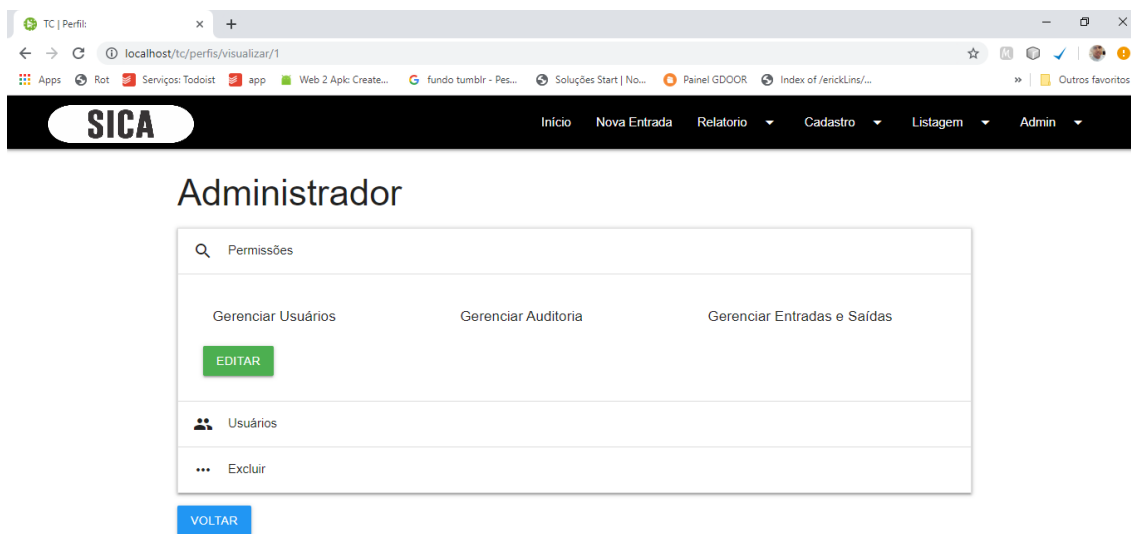 TC | Perfil:
localhost/tc/perfis/visualizar/1
Apps Rot Serviços: Todoist app Web 2 Apk: Create... fundo tumblr - Pes... Soluções Start | No... Painel GDOOR Index of /erickLins/... » Outros favoritos
SICA Início Nova Entrada Relatorio Cadastro Listagem Admin
Administrador
Permissões
Gerenciar Usuários Gerenciar Auditoria Gerenciar Entradas e Saídas
EDITAR
Usuários
Excluir
VOLTAR